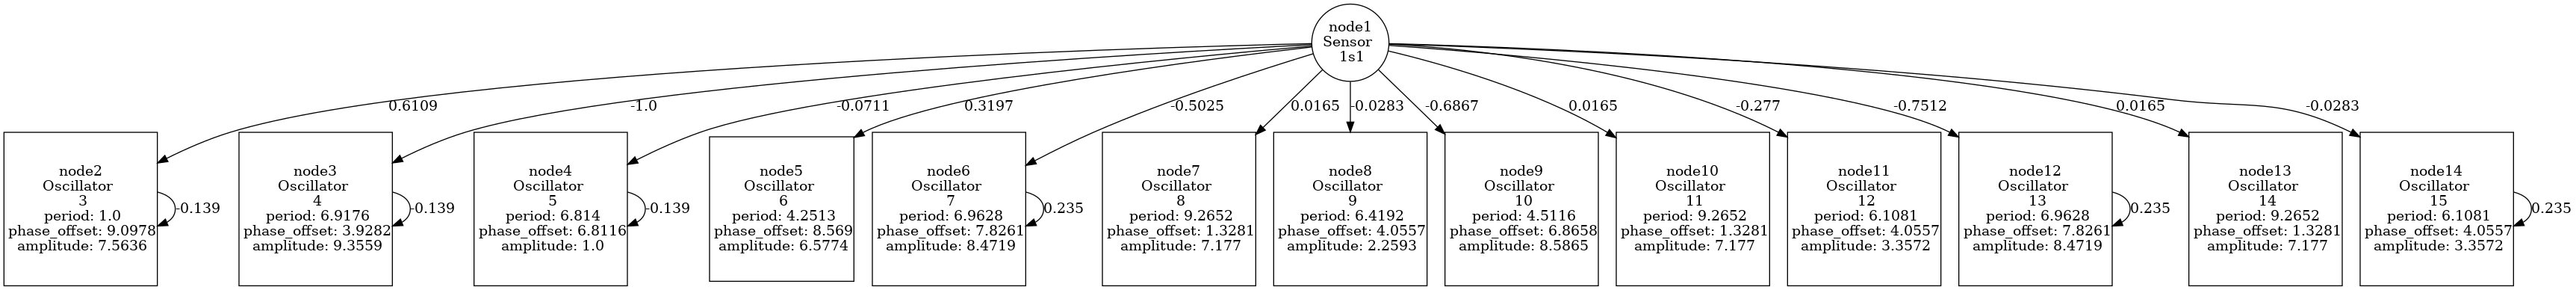 node1
Sensor
1s1
0.6109
-1.0
-0.0711
0.3197
-0.5025
0.0165
-0.0283
-0.6867
0.0165
-0.277
-0.7512
0.0165
-0.0283
node2
Oscillator
3
period: 1.0
phase_offset: 9.0978
amplitude: 7.5636
-0.139
node3
Oscillator
4
period: 6.9176
phase_offset: 3.9282
amplitude: 9.3559
-0.139
node4
Oscillator
5
period: 6.814
phase_offset: 6.8116
amplitude: 1.0
-0.139
node5
Oscillator
6
period: 4.2513
phase_offset: 8.569
amplitude: 6.5774
node6
Oscillator
7
period: 6.9628
phase_offset: 7.8261
amplitude: 8.4719
0.235
node7
Oscillator
8
period: 9.2652
phase_offset: 1.3281
amplitude: 7.177
node8
Oscillator
9
period: 6.4192
phase_offset: 4.0557
amplitude: 2.2593
node9
Oscillator
10
period: 4.5116
phase_offset: 6.8658
amplitude: 8.5865
node10
Oscillator
11
period: 9.2652
phase_offset: 1.3281
amplitude: 7.177
node11
Oscillator
12
period: 6.1081
phase_offset: 4.0557
amplitude: 3.3572
node12
Oscillator
13
period: 6.9628
phase_offset: 7.8261
amplitude: 8.4719
0.235
node13
Oscillator
14
period: 9.2652
phase_offset: 1.3281
amplitude: 7.177
node14
Oscillator
15
period: 6.1081
phase_offset: 4.0557
amplitude: 3.3572
0.235